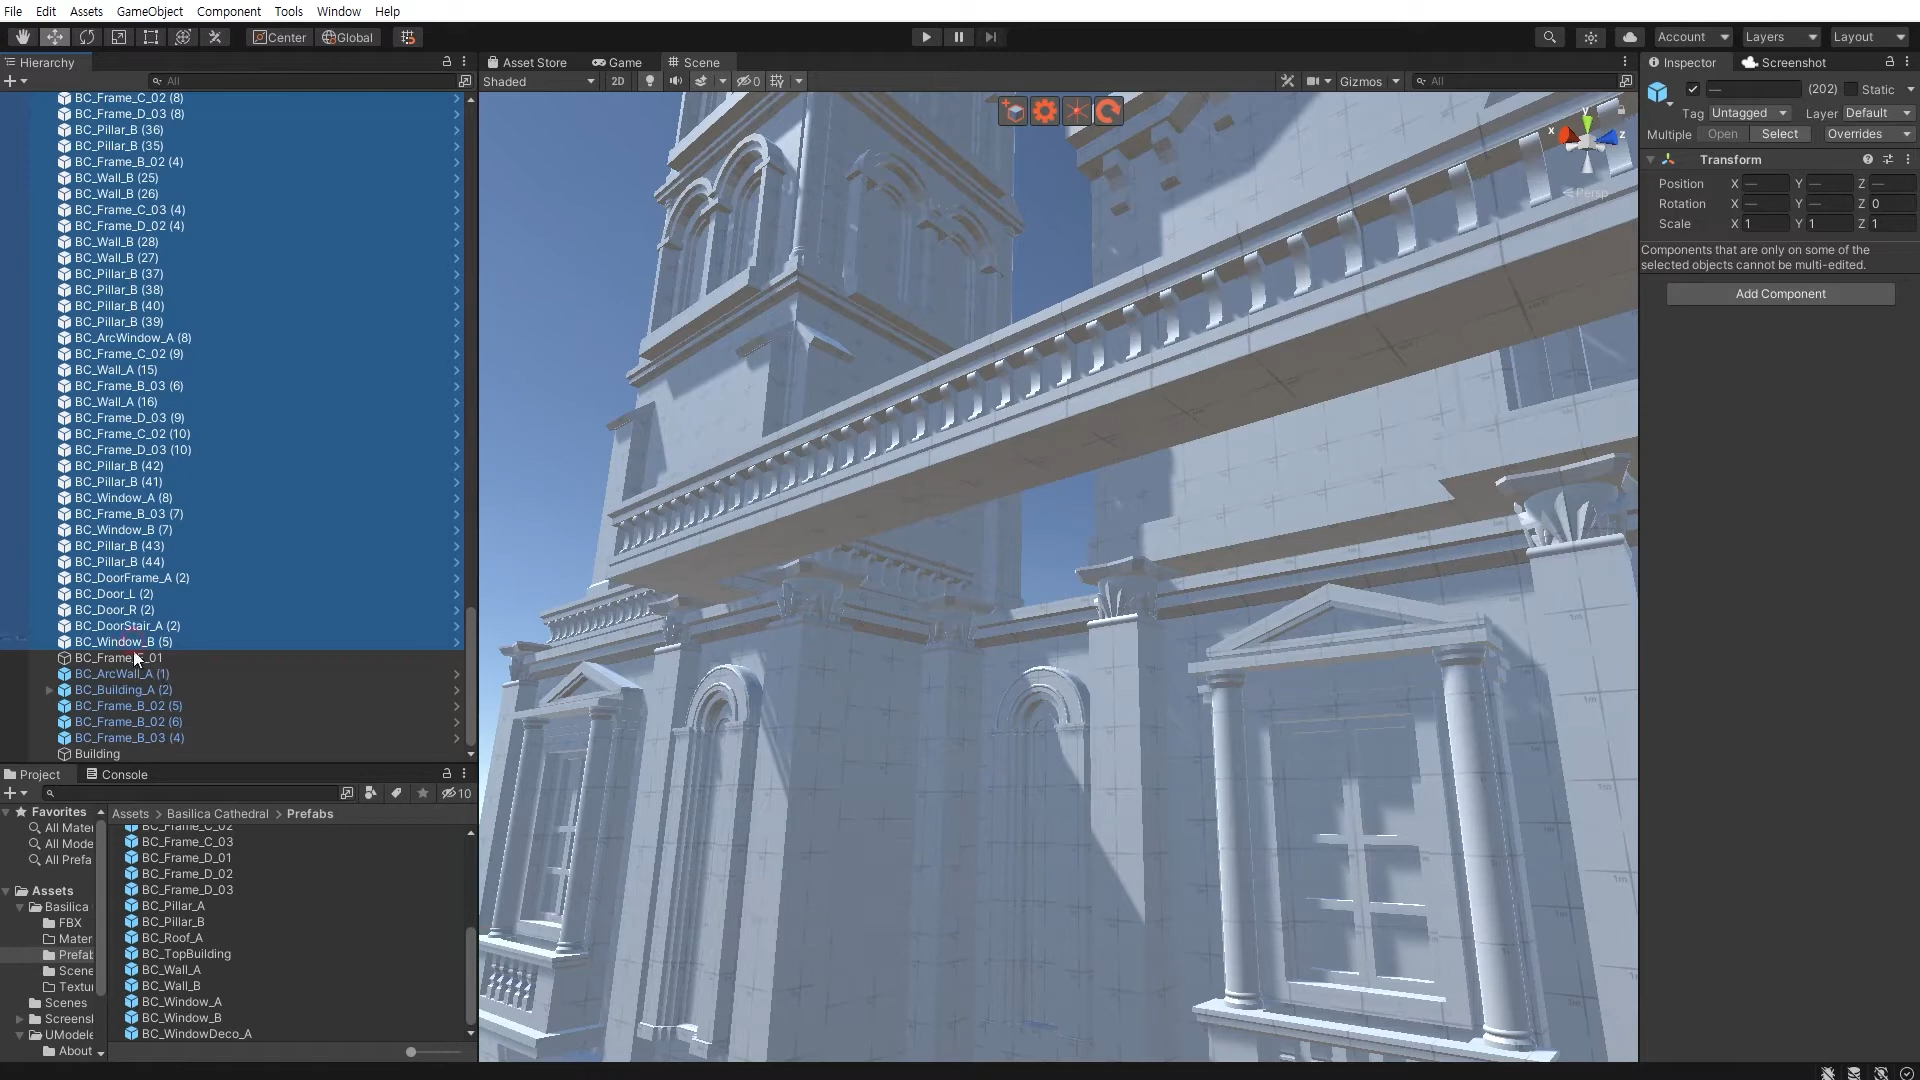 File Edit Assets GameObject Component Tools Window Help
Center Global Account Layers Layout
Hierarchy
All
BC_Frame_C_02 (8)
BC_Frame_D_03 (8)
BC_Pillar_B (36)
BC_Pillar_B (35)
BC_Frame_B_02 (4)
BC_Wall_B (25)
BC_Wall_B (26)
BC_Frame_C_03 (4)
BC_Frame_D_02 (4)
BC_Wall_B (28)
BC_Wall_B (27)
BC_Pillar_B (37)
BC_Pillar_B (38)
BC_Pillar_B (40)
BC_Pillar_B (39)
BC_ArcWindow_A (8)
BC_Frame_C_02 (9)
BC_Wall_A (15)
BC_Frame_B_03 (6)
BC_Wall_A (16)
BC_Frame_D_03 (9)
BC_Frame_C_02 (10)
BC_Frame_D_03 (10)
BC_Pillar_B (42)
BC_Pillar_B (41)
BC_Window_A (8)
BC_Frame_B_03 (7)
BC_Window_B (7)
BC_Pillar_B (43)
BC_Pillar_B (44)
BC_DoorFrame_A (2)
BC_Door_L (2)
BC_Door_R (2)
BC_DoorStair_A (2)
BC_Window_B (5)
BC_ArcWall_A (1)
BC_Building_A (2)
BC_Frame_B_02 (5)
BC_Frame_B_02 (6)
BC_Frame_B_03 (4)
Building
Asset Store Game Scene
Shaded 2D 0 Gizmos All
y
x z
Persp
Inspector Screenshot
— (202) Static
Tag Untagged Layer Default
Multiple Open Select Overrides
Transform
Position X — Y — Z —
Rotation X — Y — Z 0
Scale X 1 Y 1 Z 1
Components that are only on some of the
selected objects cannot be multi-edited.
Add Component
Project Console
10
Favorites
All Mater
All Mode
All Prefa
Assets
Basilica
FBX
Mater
Prefab
Scene
Textur
Scenes
Screensh
UModele
About
Assets > Basilica Cathedral > Prefabs
BC_Frame_C_02
BC_Frame_C_03
BC_Frame_D_01
BC_Frame_D_02
BC_Frame_D_03
BC_Pillar_A
BC_Pillar_B
BC_Roof_A
BC_TopBuilding
BC_Wall_A
BC_Wall_B
BC_Window_A
BC_Window_B
BC_WindowDeco_A